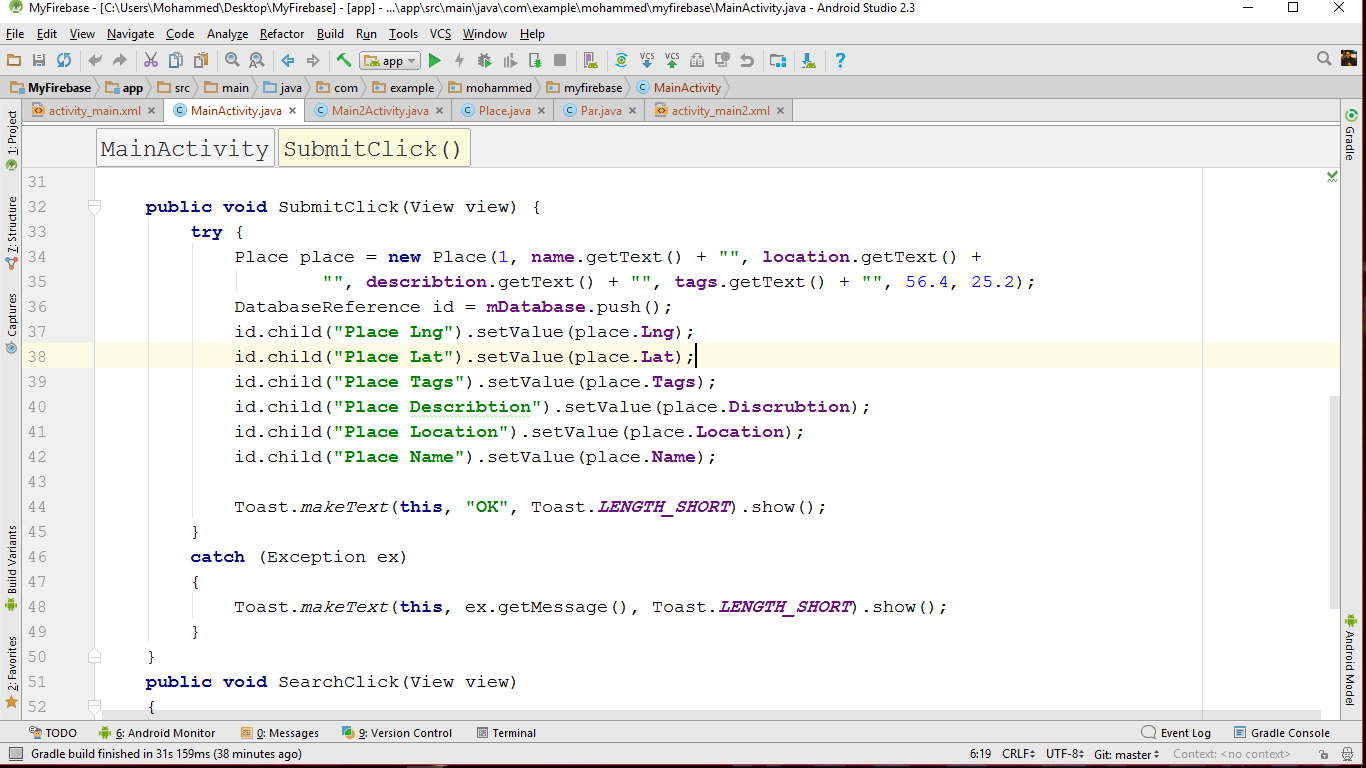 MyFirebase - [C:\Users\Mohammed\Desktop\MyFirebase] - [app] - ...\app\src\main\java\com\example\mohammed\myfirebase\MainActivity.java - Android Studio 2.3
File Edit View Navigate Code Analyze Refactor Build Run Tools VCS Window Help
app VCS VCS ?
MyFirebase app src main java com example mohammed myfirebase MainActivity
activity_main.xml MainActivity.java Main2Activity.java Place.java Par.java activity_main2.xml
1: Project
7: Structure
Captures
Build Variants
2: Favorites
MainActivity SubmitClick()
31
32 public void SubmitClick(View view) {
33 try {
34 Place place = new Place(1, name.getText() + "", location.getText() +
35 "", describtion.getText() + "", tags.getText() + "", 56.4, 25.2);
36 DatabaseReference id = mDatabase.push();
37 id.child("Place Lng").setValue(place.Lng);
38 id.child("Place Lat").setValue(place.Lat);
39 id.child("Place Tags").setValue(place.Tags);
40 id.child("Place Describtion").setValue(place.Discrubtion);
41 id.child("Place Location").setValue(place.Location);
42 id.child("Place Name").setValue(place.Name);
43
44 Toast.makeText(this, "OK", Toast.LENGTH_SHORT).show();
45 }
46 catch (Exception ex)
47 {
48 Toast.makeText(this, ex.getMessage(), Toast.LENGTH_SHORT).show();
49 }
50 }
51 public void SearchClick(View view)
52 {
Gradle
Android Model
TODO 6: Android Monitor 0: Messages 9: Version Control Terminal Event Log Gradle Console
Gradle build finished in 31s 159ms (38 minutes ago) 6:19 CRLF UTF-8 Git: master Context: <no context>